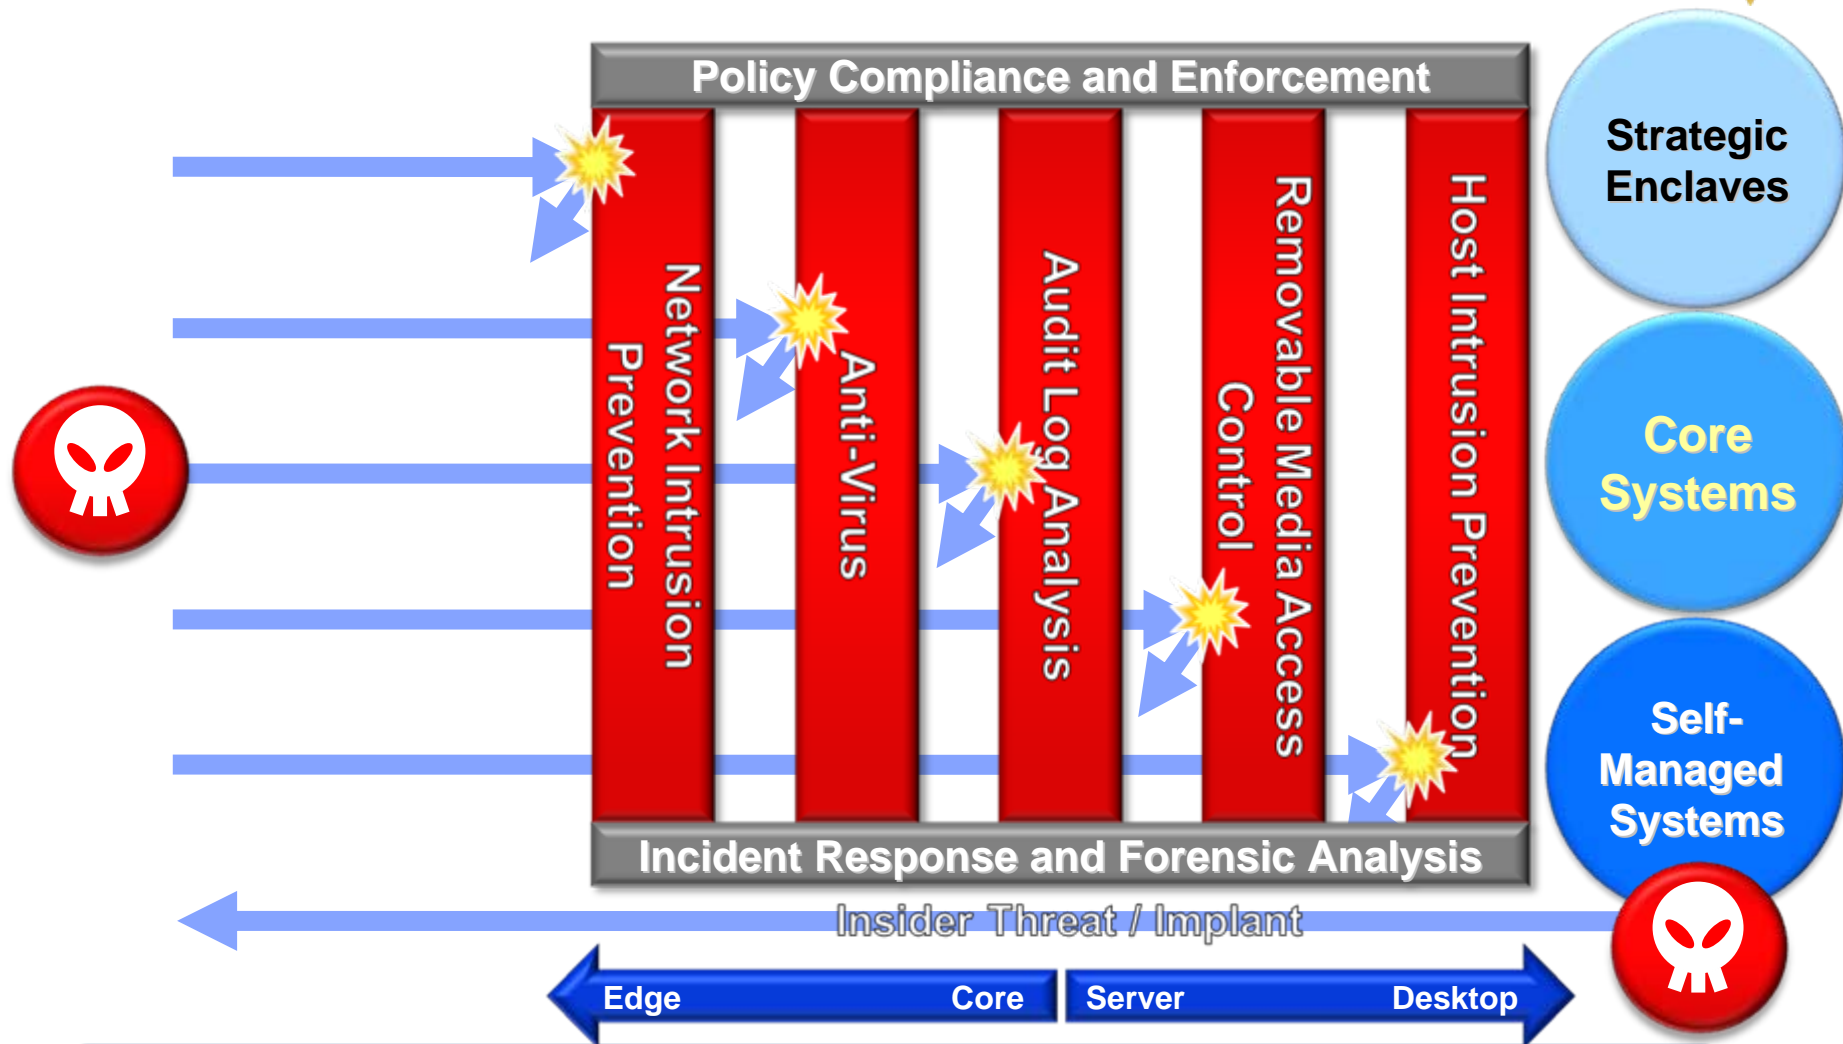 Policy Compliance and Enforcement
Network Intrusion
Prevention
Anti-Virus
Audit Log Analysis
Removable Media Access
Control
Host Intrusion Prevention
Strategic
Enclaves
Core
Systems
Self-
Managed
Systems
Incident Response and Forensic Analysis
Insider Threat / Implant
Edge
Core
Server
Desktop